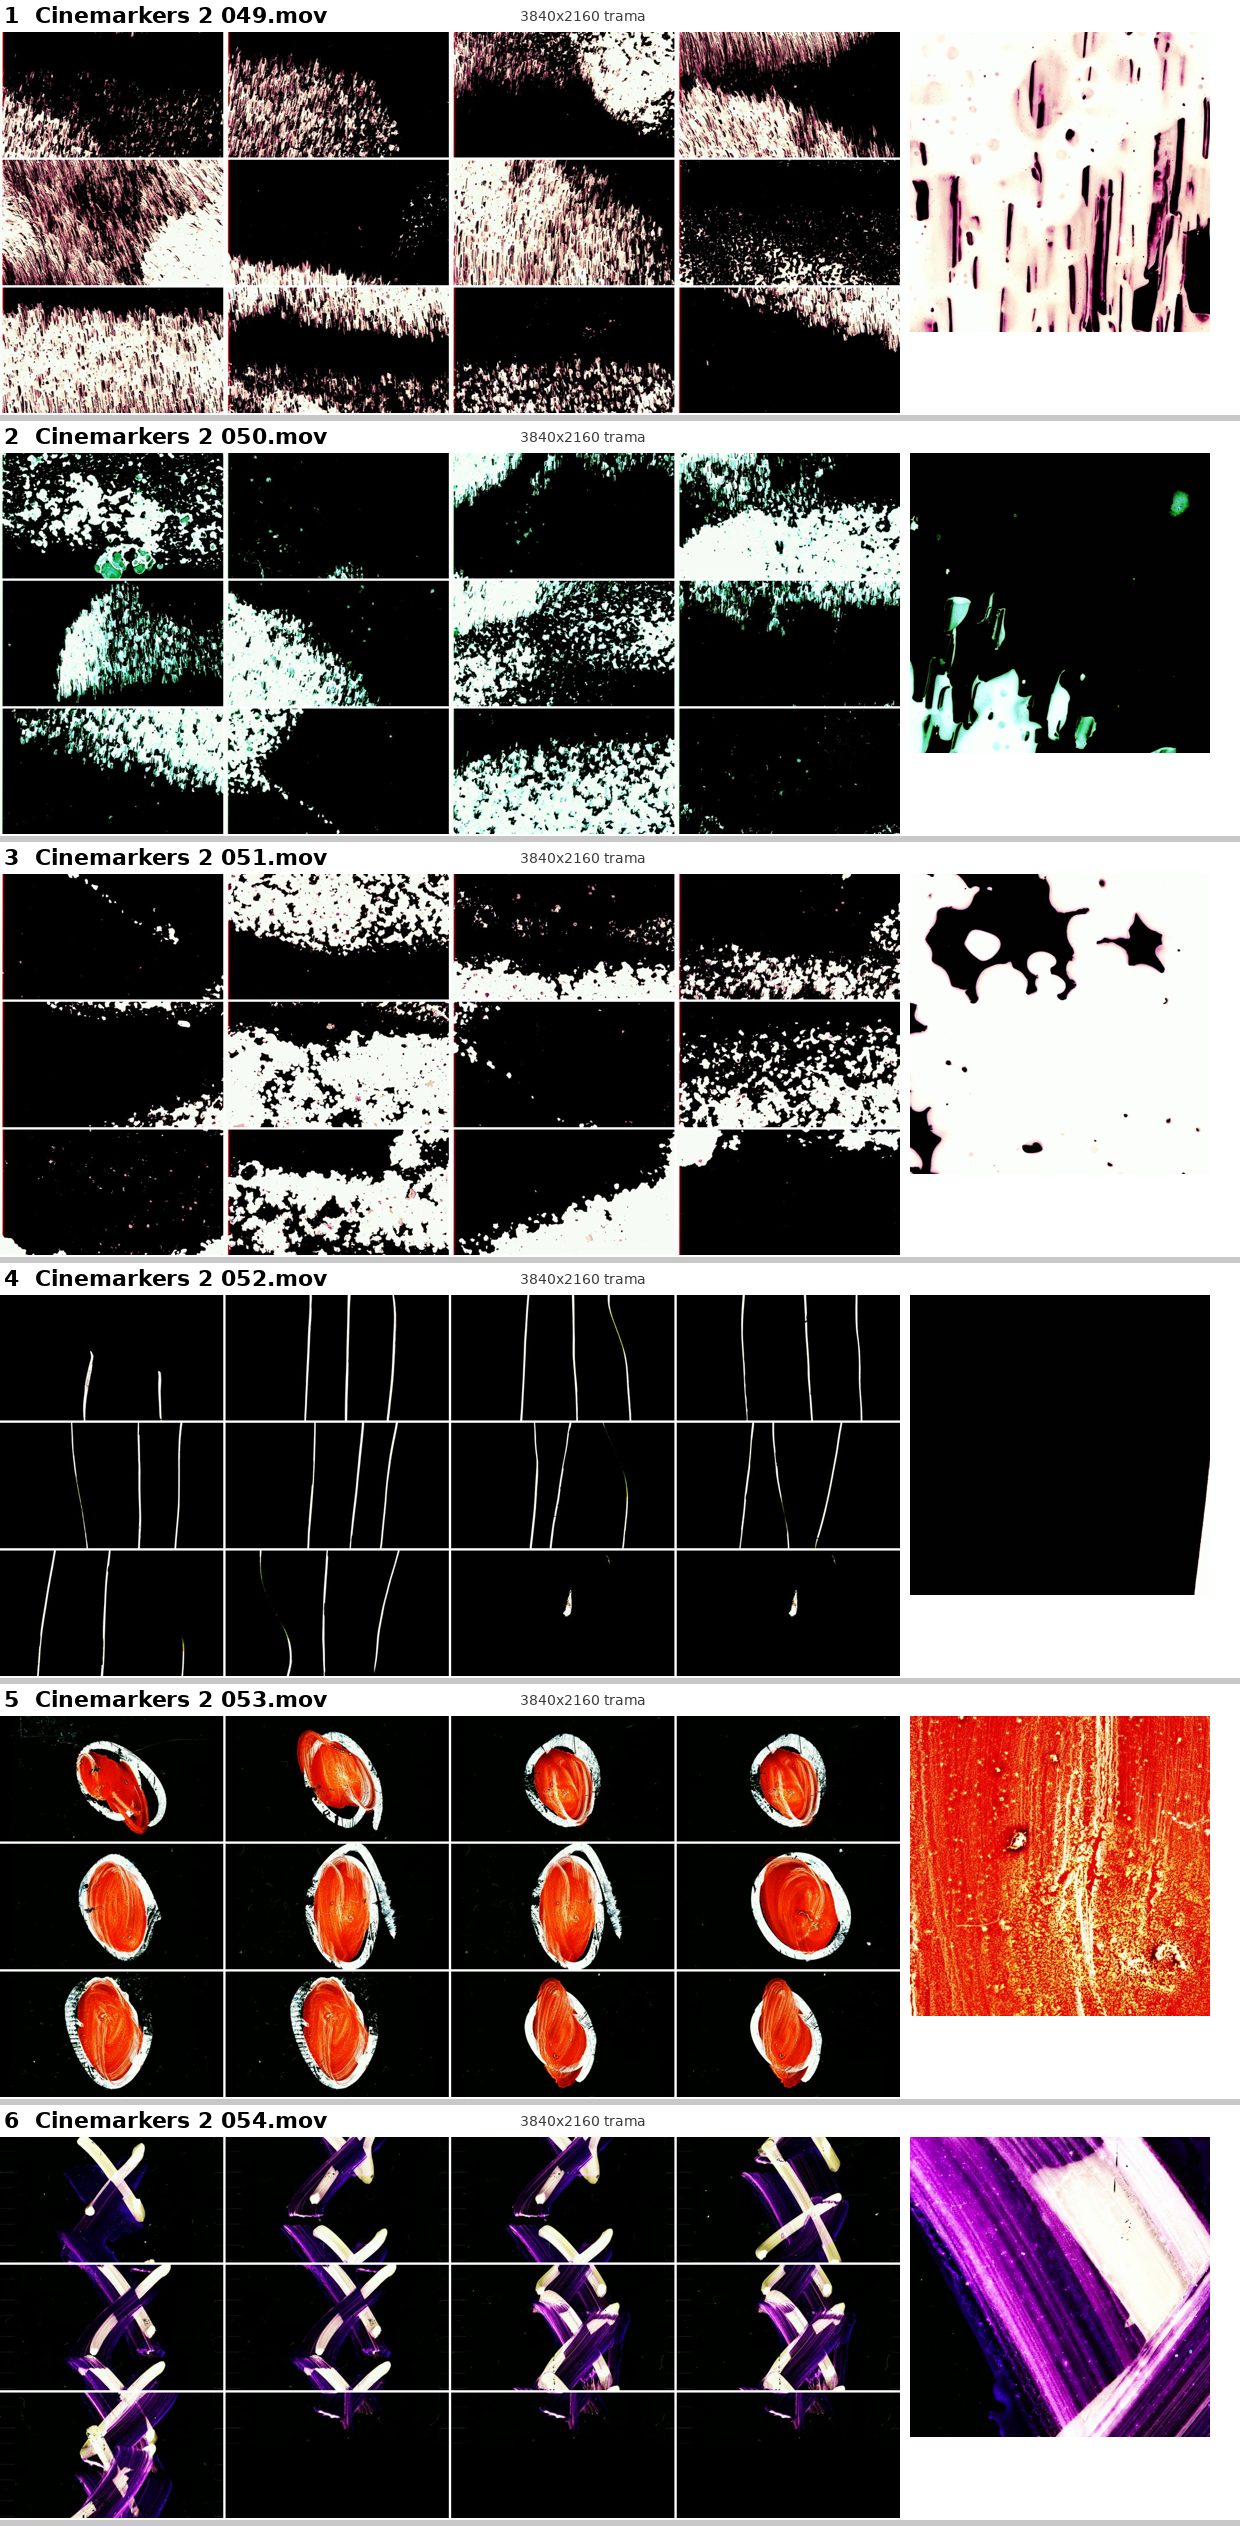 1 Cinemarkers 2 049.mov 3840x2160 trama
2 Cinemarkers 2 050.mov 3840x2160 trama
3 Cinemarkers 2 051.mov 3840x2160 trama
4 Cinemarkers 2 052.mov 3840x2160 trama
5 Cinemarkers 2 053.mov 3840x2160 trama
6 Cinemarkers 2 054.mov 3840x2160 trama